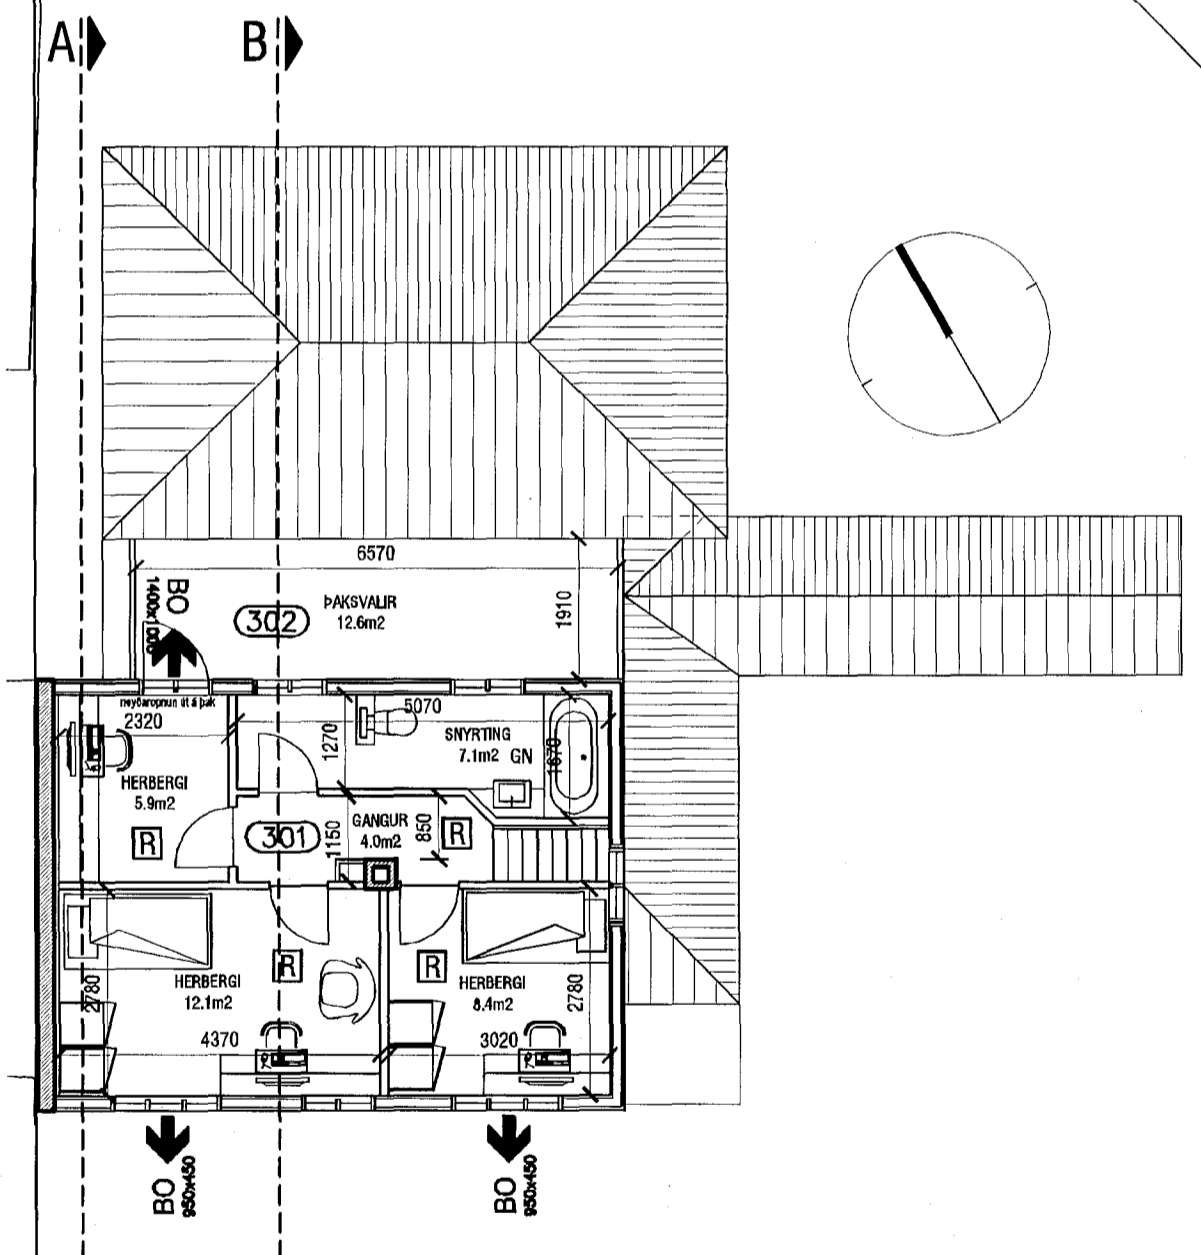 A
B
6570
BO
1400x1000
ÞAKSVALIR
302
12.6m2
1910
neyðaropnun út á þak
2320
5070
1270
SNYRTING
7.1m2 GN
1670
HERBERGI
5.9m2
R
301
1150
GANGUR
4.0m2
850
R
HERBERGI
12.1m2
R
2780
4370
R
HERBERGI
8.4m2
2780
3020
BO
950x450
BO
950x450